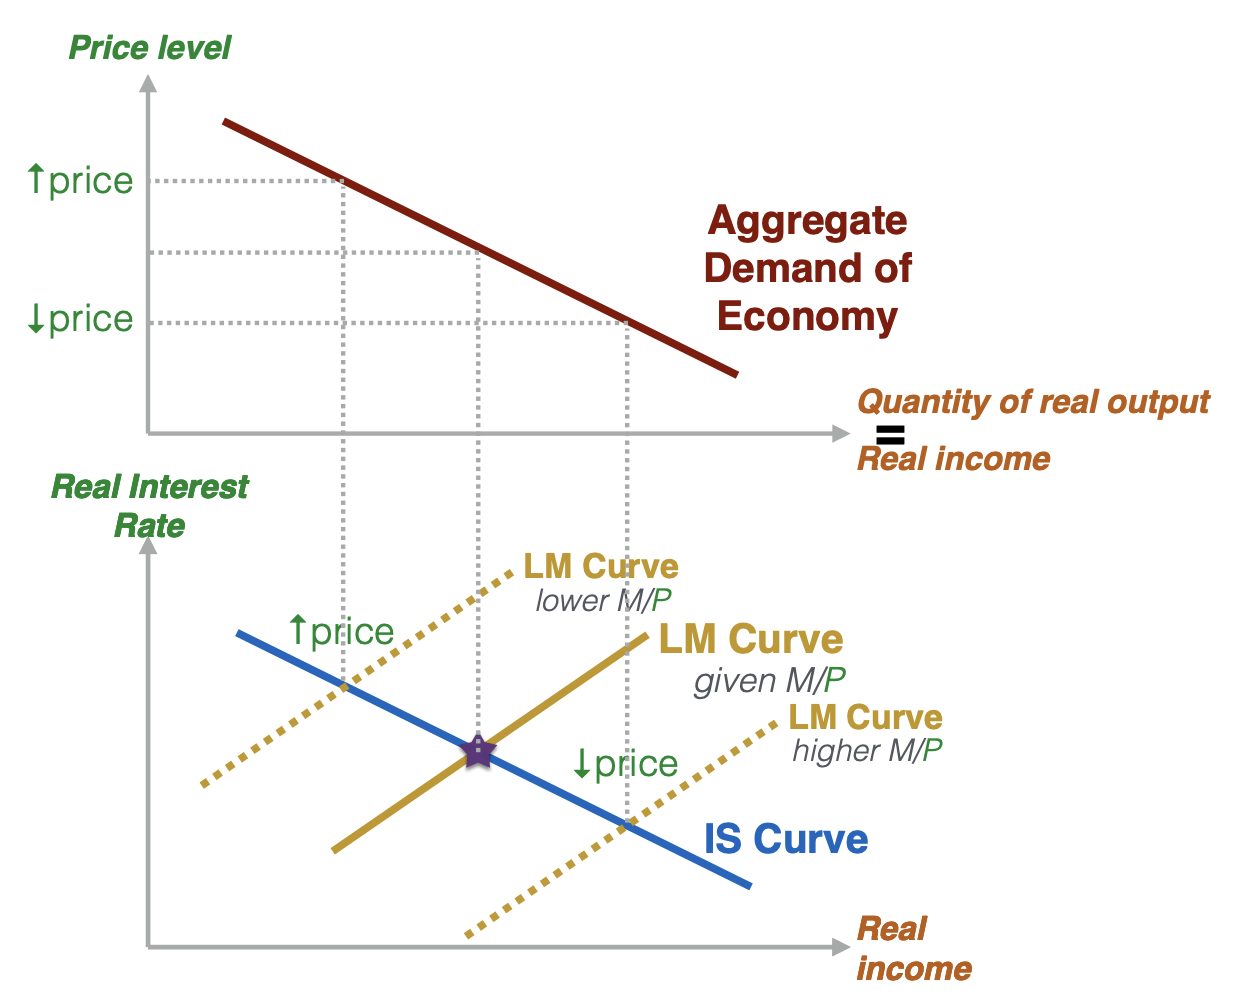 Price level
↑price
↓price
Aggregate
Demand of
Economy
Quantity of real output
=
Real income
Real Interest
Rate
LM Curve
lower M/P
↑price
LM Curve
given M/P
LM Curve
higher M/P
↓price
IS Curve
Real
income